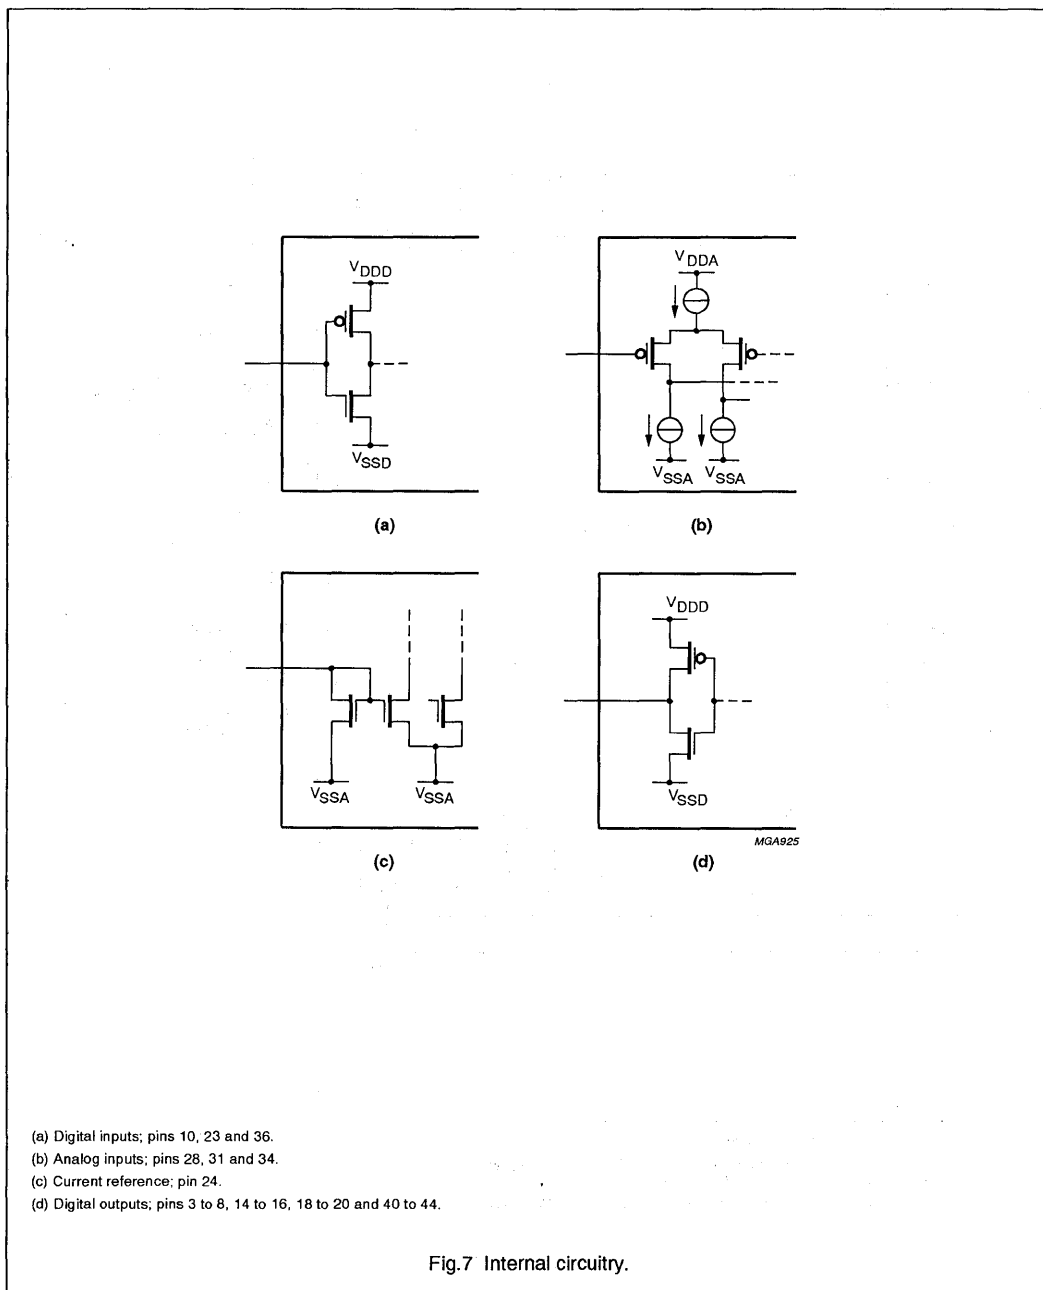 VDDD
VSSD
(a)
VDDA
VSSA VSSA
(b)
VSSA VSSA
(c)
VDDD
VSSD
MGA925
(d)
(a) Digital inputs; pins 10, 23 and 36.
(b) Analog inputs; pins 28, 31 and 34.
(c) Current reference; pin 24.
(d) Digital outputs; pins 3 to 8, 14 to 16, 18 to 20 and 40 to 44.
Fig.7 Internal circuitry.